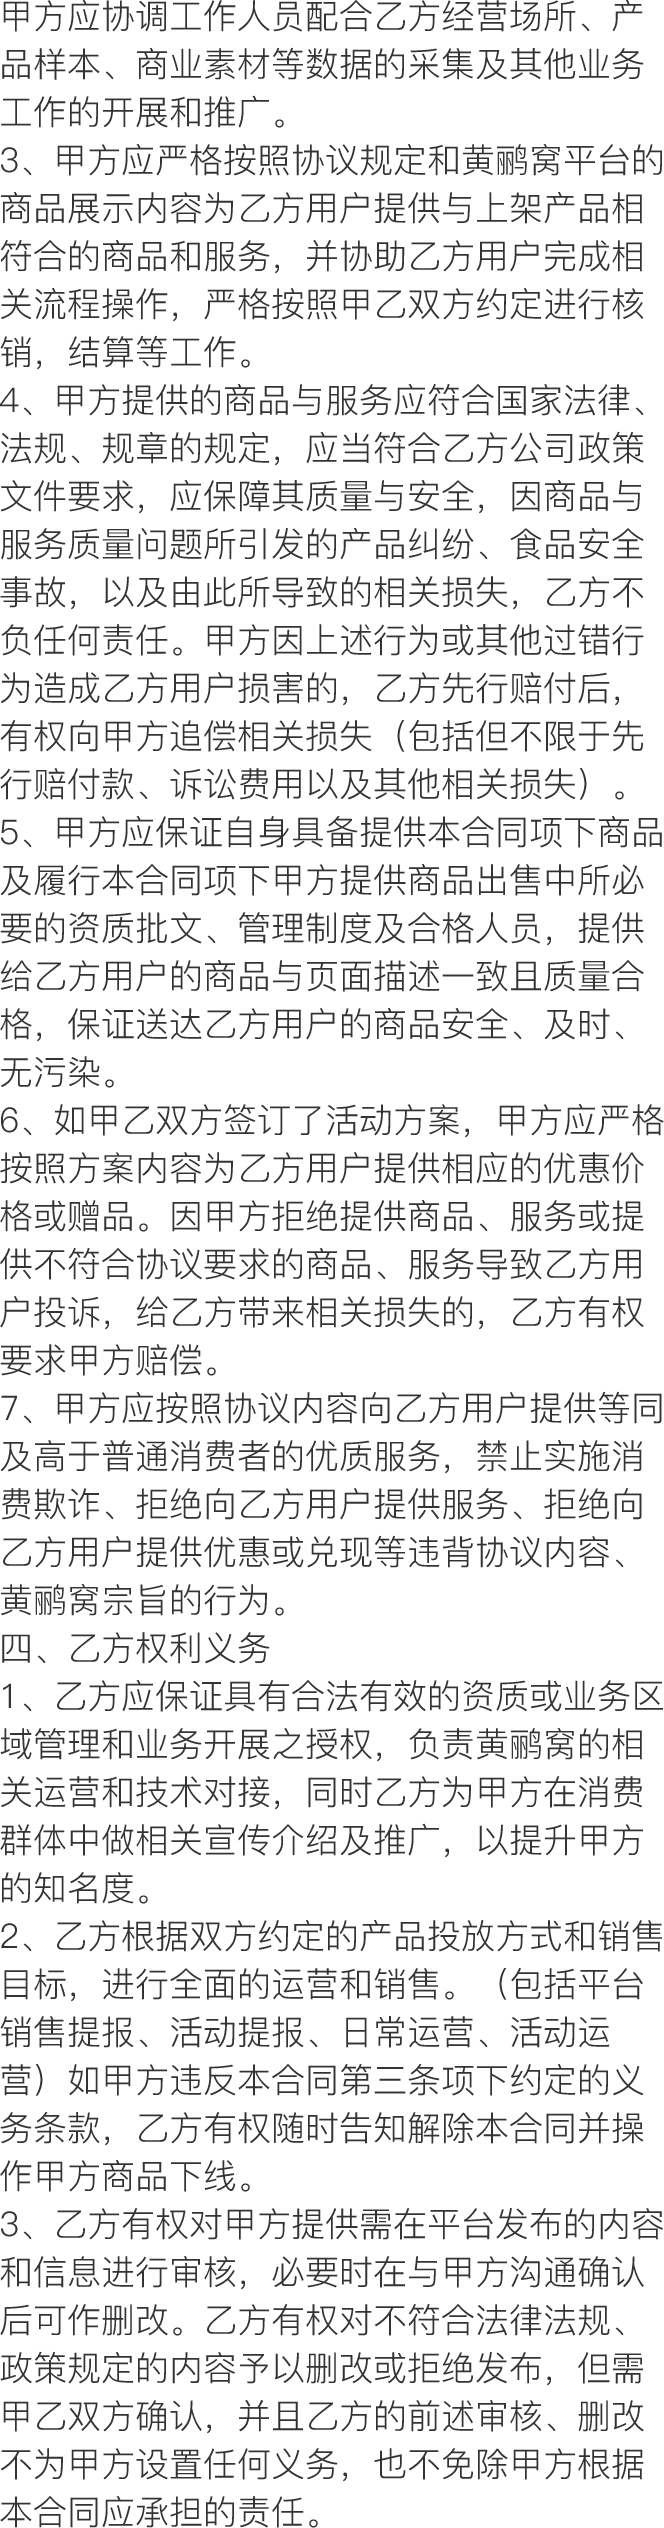 甲方应协调工作人员配合乙方经营场所、产
品样本、商业素材等数据的采集及其他业务
工作的开展和推广。
3、甲方应严格按照协议规定和黄鹂窝平台的
商品展示内容为乙方用户提供与上架产品相
符合的商品和服务，并协助乙方用户完成相
关流程操作，严格按照甲乙双方约定进行核
销，结算等工作。
4、甲方提供的商品与服务应符合国家法律、
法规、规章的规定，应当符合乙方公司政策
文件要求，应保障其质量与安全，因商品与
服务质量问题所引发的产品纠纷、食品安全
事故，以及由此所导致的相关损失，乙方不
负任何责任。甲方因上述行为或其他过错行
为造成乙方用户损害的，乙方先行赔付后，
有权向甲方追偿相关损失（包括但不限于先
行赔付款、诉讼费用以及其他相关损失）。
5、甲方应保证自身具备提供本合同项下商品
及履行本合同项下甲方提供商品出售中所必
要的资质批文、管理制度及合格人员，提供
给乙方用户的商品与页面描述一致且质量合
格，保证送达乙方用户的商品安全、及时、
无污染。
6、如甲乙双方签订了活动方案，甲方应严格
按照方案内容为乙方用户提供相应的优惠价
格或赠品。因甲方拒绝提供商品、服务或提
供不符合协议要求的商品、服务导致乙方用
户投诉，给乙方带来相关损失的，乙方有权
要求甲方赔偿。
7、甲方应按照协议内容向乙方用户提供等同
及高于普通消费者的优质服务，禁止实施消
费欺诈、拒绝向乙方用户提供服务、拒绝向
乙方用户提供优惠或兑现等违背协议内容、
黄鹂窝宗旨的行为。
四、乙方权利义务
1、乙方应保证具有合法有效的资质或业务区
域管理和业务开展之授权，负责黄鹂窝的相
关运营和技术对接，同时乙方为甲方在消费
群体中做相关宣传介绍及推广，以提升甲方
的知名度。
2、乙方根据双方约定的产品投放方式和销售
目标，进行全面的运营和销售。（包括平台
销售提报、活动提报、日常运营、活动运
营）如甲方违反本合同第三条项下约定的义
务条款，乙方有权随时告知解除本合同并操
作甲方商品下线。
3、乙方有权对甲方提供需在平台发布的内容
和信息进行审核，必要时在与甲方沟通确认
后可作删改。乙方有权对不符合法律法规、
政策规定的内容予以删改或拒绝发布，但需
甲乙双方确认，并且乙方的前述审核、删改
不为甲方设置任何义务，也不免除甲方根据
本合同应承担的责任。